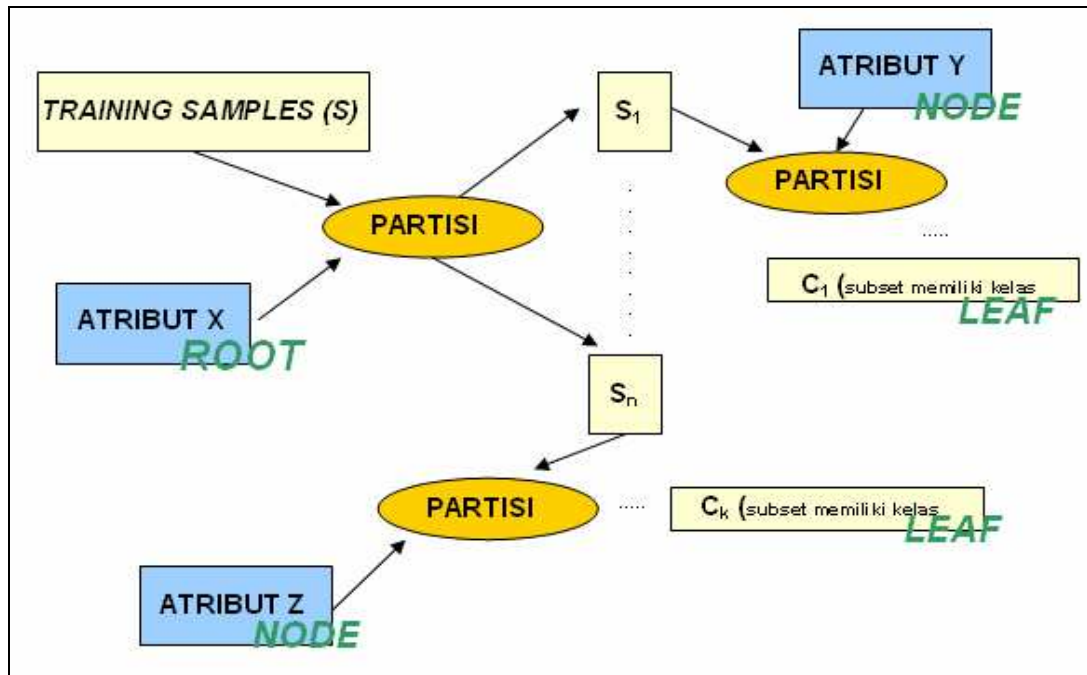 TRAINING SAMPLES (S)
S1
ATRIBUT Y
NODE
PARTISI
PARTISI
.....
C1 (subset memiliki kelas
LEAF
ATRIBUT X
ROOT
Sn
PARTISI
.....
Ck (subset memiliki kelas
LEAF
ATRIBUT Z
NODE